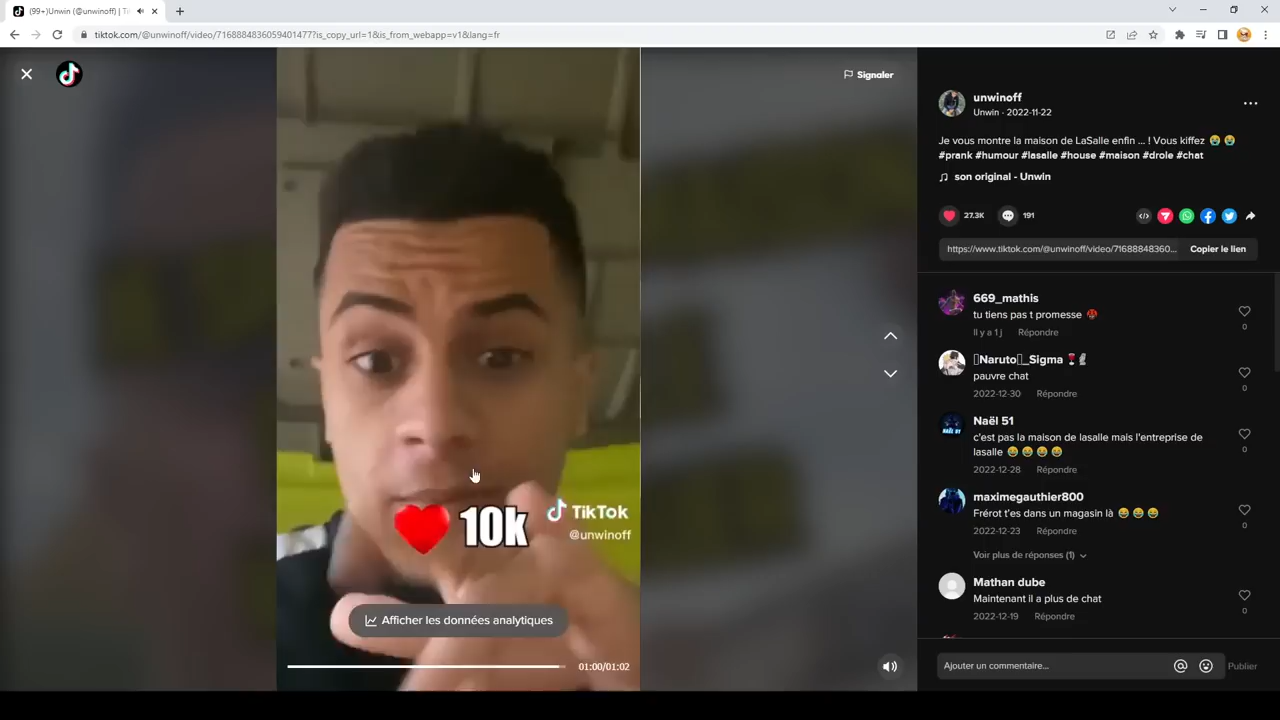 (99+)Unwin (@unwinoff) | Ti
tiktok.com/@unwinoff/video/7168884836059401477?is_copy_url=1&is_from_webapp=v1&lang=fr
Signaler
10k
TikTok
@unwinoff
Afficher les données analytiques
01:00/01:02
unwinoff
Unwin · 2022-11-22
Je vous montre la maison de LaSalle enfin ... ! Vous kiffez 😭 😭
#prank #humour #lasalle #house #maison #drole #chat
son original - Unwin
27.3K
191
https://www.tiktok.com/@unwinoff/video/71688848360...
Copier le lien
669_mathis
tu tiens pas t promesse
0
Il y a 1 j Répondre
Naruto _Sigma
pauvre chat
0
2022-12-30 Répondre
Naël 51
c'est pas la maison de lasalle mais l'entreprise de
lasalle 😂 😂 😂 😂
0
2022-12-28 Répondre
maximegauthier800
Frérot t'es dans un magasin là 😂 😂 😂
0
2022-12-23 Répondre
Voir plus de réponses (1)
Mathan dube
Maintenant il a plus de chat
0
2022-12-19 Répondre
Ajouter un commentaire...
Publier